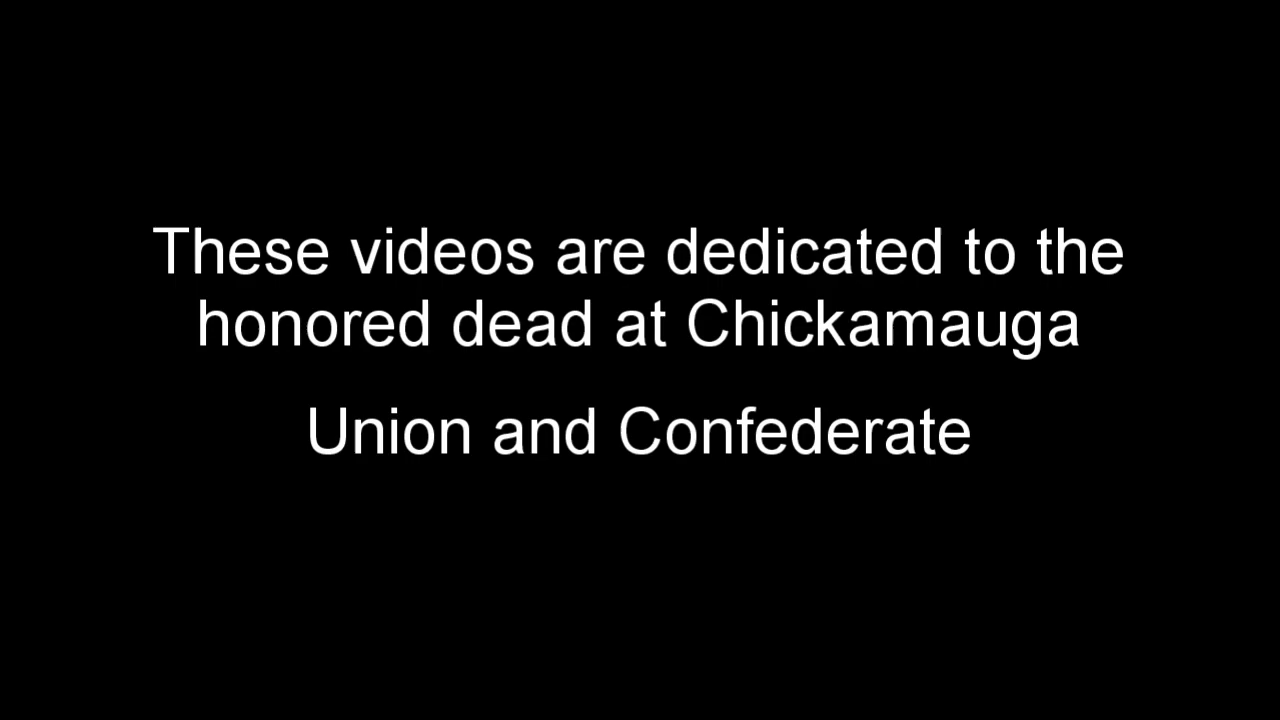 These videos are dedicated to the
honored dead at Chickamauga
Union and Confederate